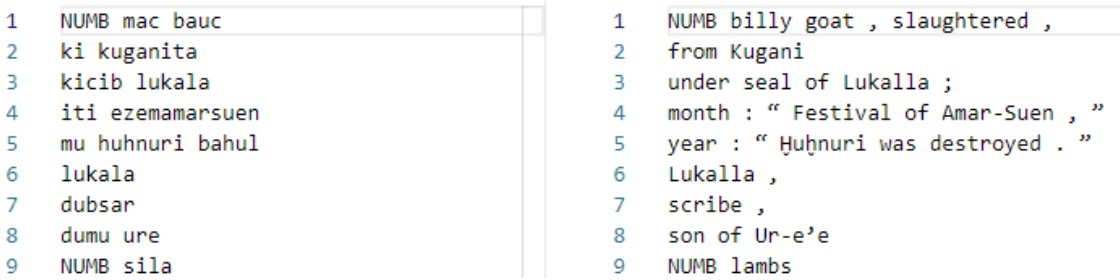 1 NUMB mac bauc
2 ki kuganita
3 kicib lukala
4 iti ezemamarsuen
5 mu huhnuri bahul
6 lukala
7 dubsar
8 dumu ure
9 NUMB sila
1 NUMB billy goat , slaughtered ,
2 from Kugani
3 under seal of Lukalla ;
4 month : “ Festival of Amar-Suen , ”
5 year : “ Ḫuḫnuri was destroyed . ”
6 Lukalla ,
7 scribe ,
8 son of Ur-e’e
9 NUMB lambs